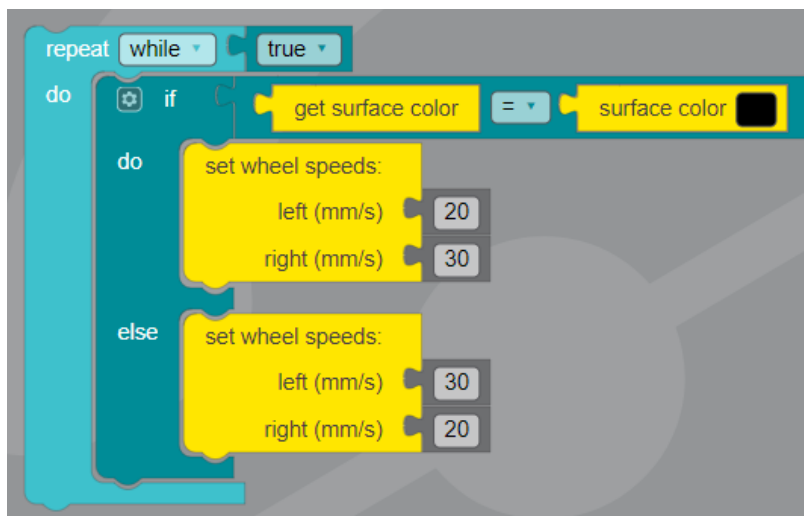 repeat while true
do if get surface color = surface color
do set wheel speeds:
left (mm/s) 20
right (mm/s) 30
else set wheel speeds:
left (mm/s) 30
right (mm/s) 20